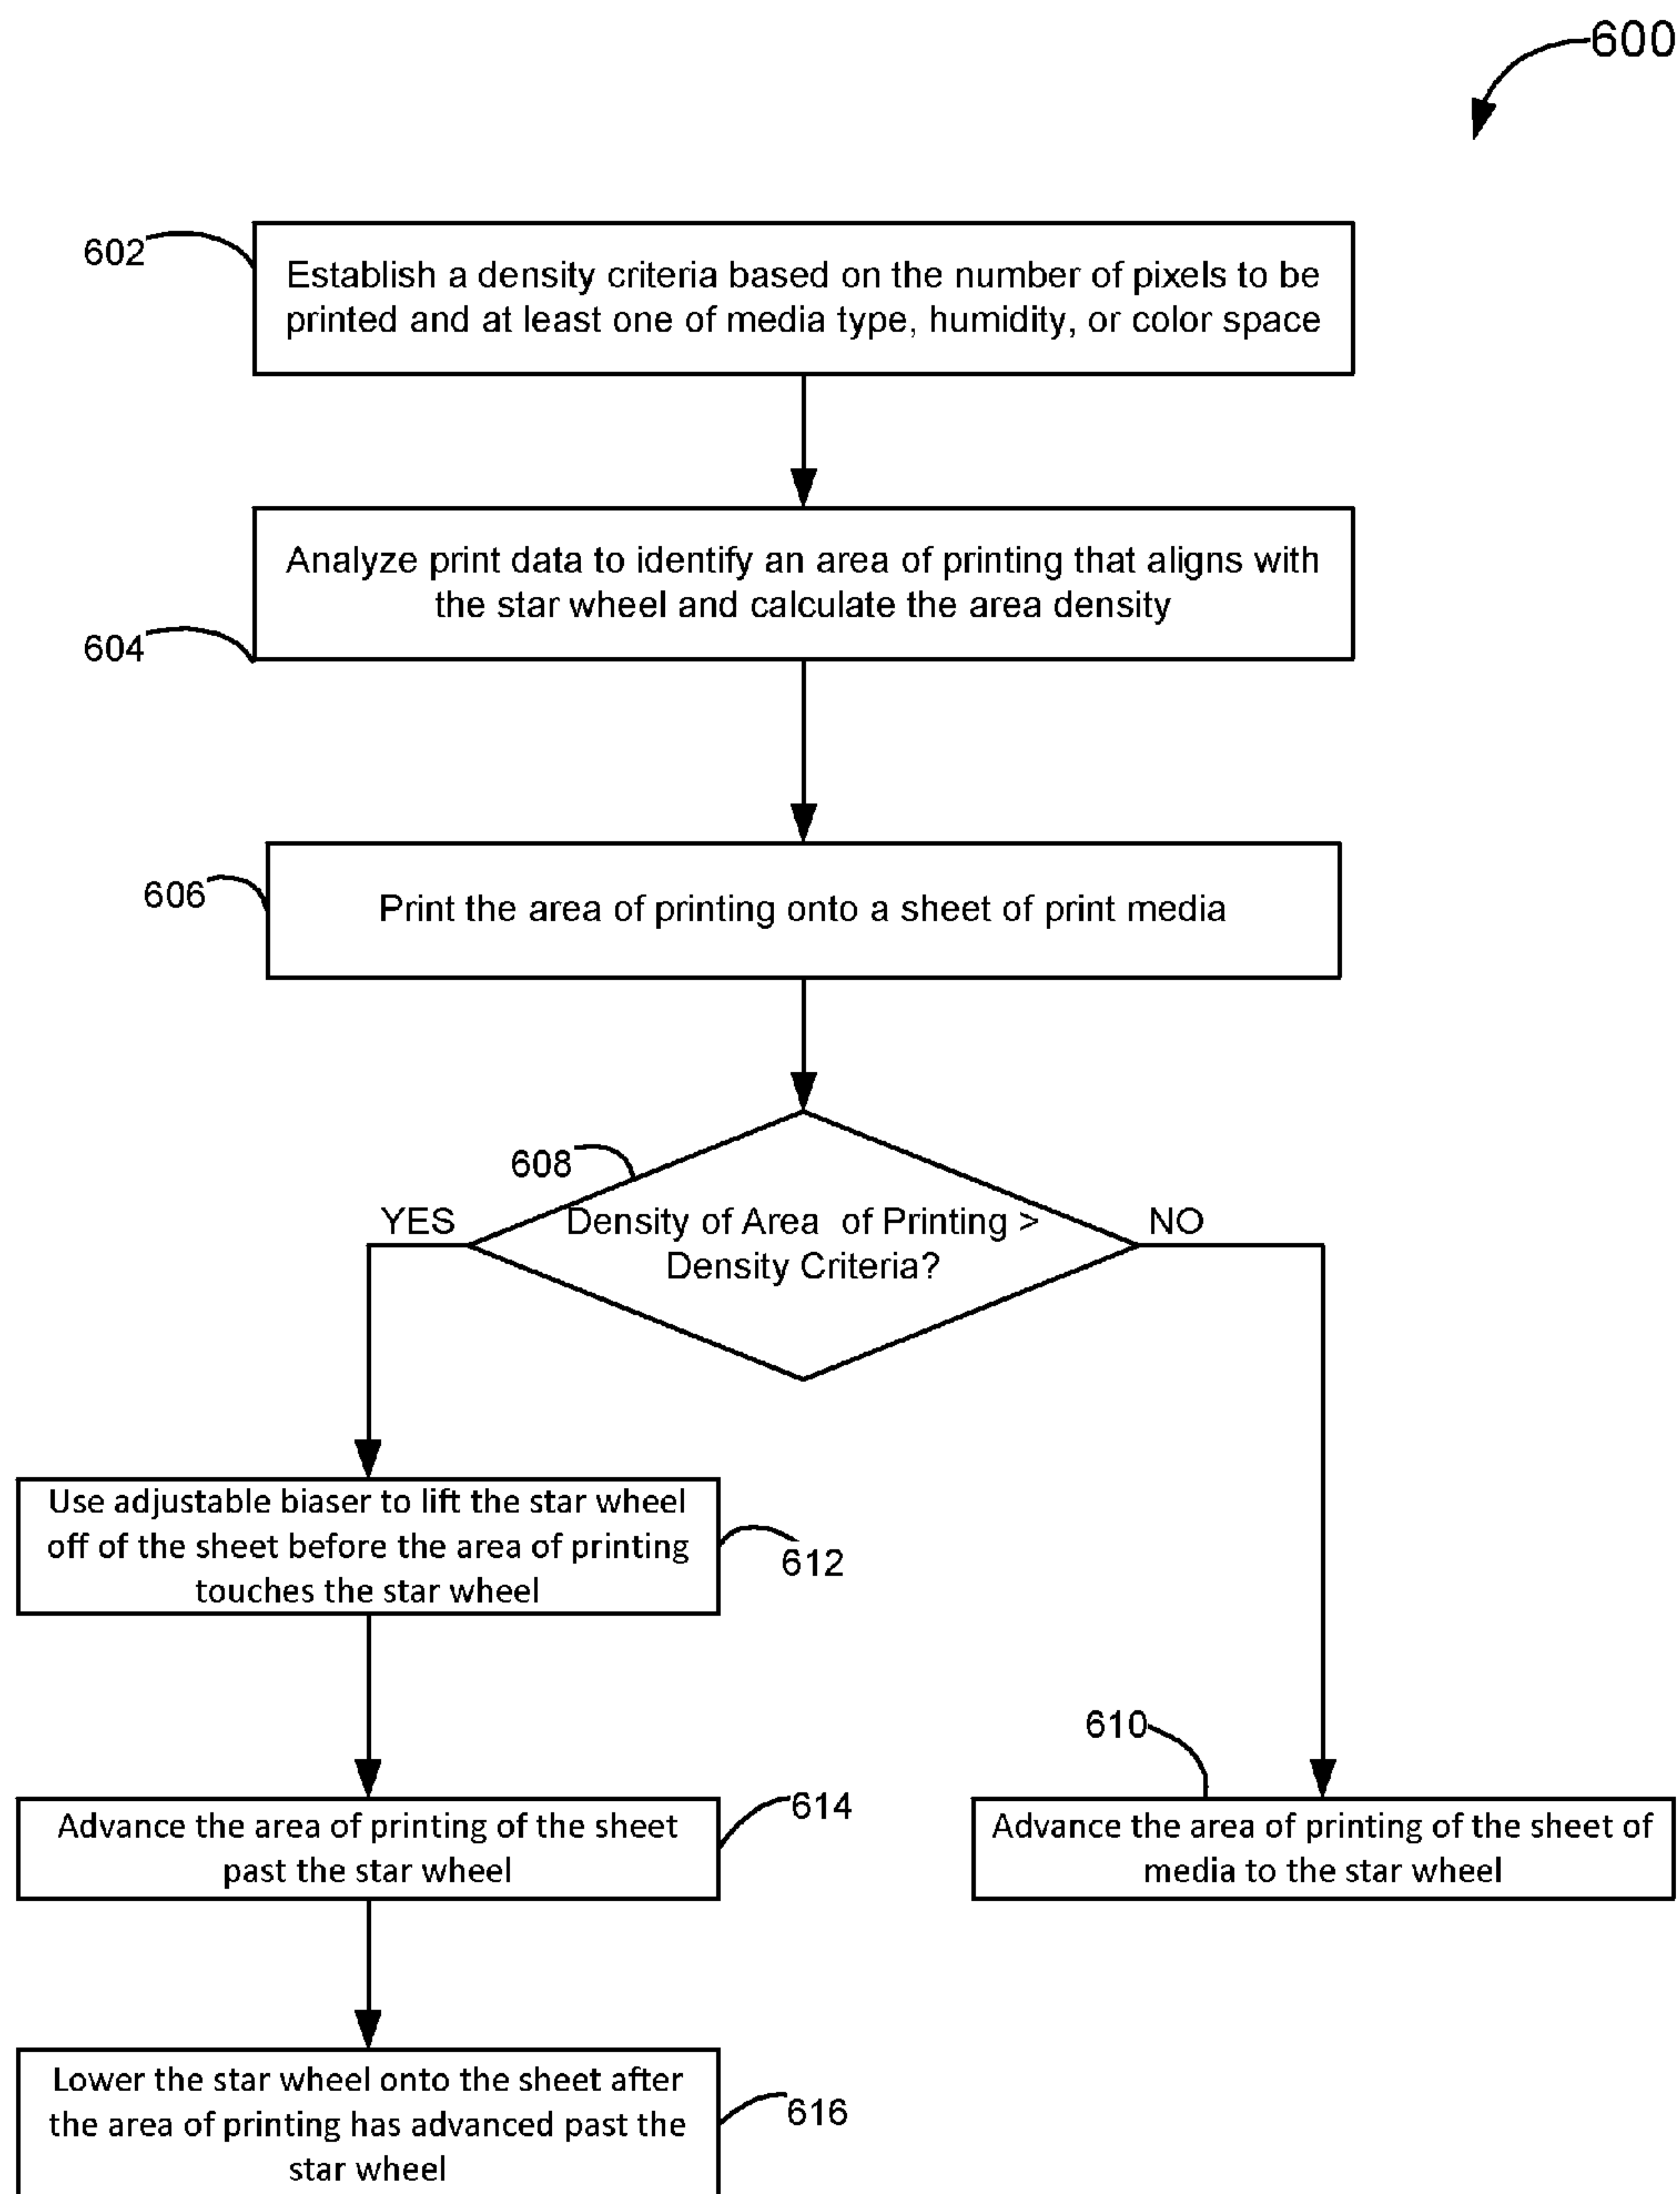 600
602
Establish a density criteria based on the number of pixels to be
printed and at least one of media type, humidity, or color space
Analyze print data to identify an area of printing that aligns with
the star wheel and calculate the area density
604
606
Print the area of printing onto a sheet of print media
608
YES
Density of Area of Printing >
Density Criteria?
NO
Use adjustable biaser to lift the star wheel
off of the sheet before the area of printing
touches the star wheel
612
610
Advance the area of printing of the sheet
past the star wheel
614
Advance the area of printing of the sheet of
media to the star wheel
Lower the star wheel onto the sheet after
the area of printing has advanced past the
star wheel
616